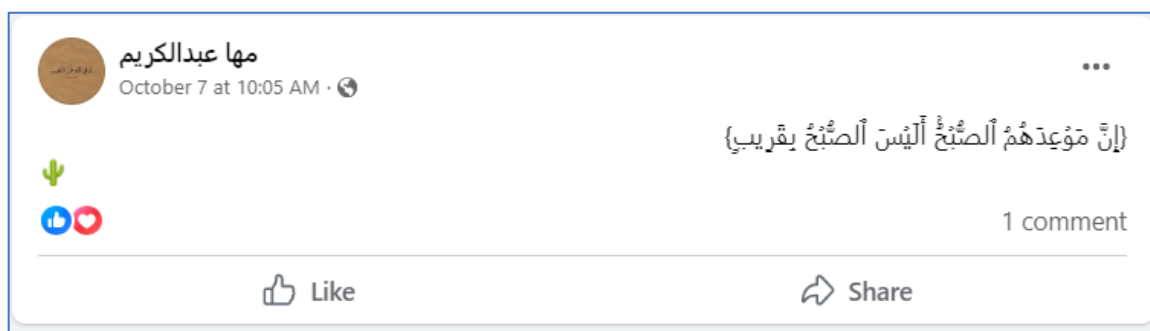 مها عبدالكريم
October 7 at 10:05 AM ·
{إِنَّ مَوۡعِدَهُمُ ٱلصُّبۡحُۚ أَلَيۡسَ ٱلصُّبۡحُ بِقَرِيبٖ}
🌵
1 comment
Like
Share